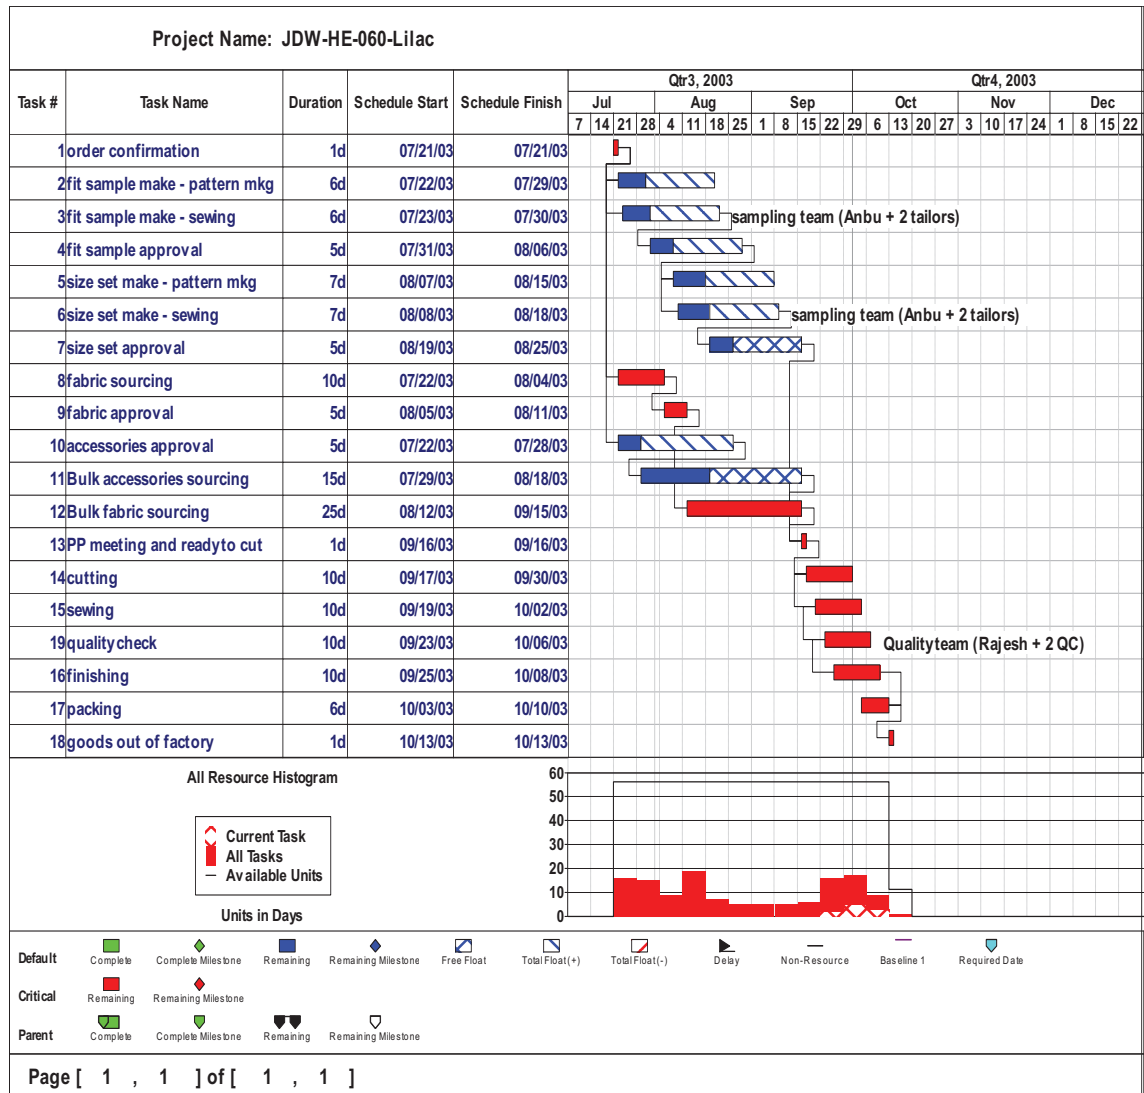 Project Name: JDW-HE-060-Lilac
Qtr3, 2003 Qtr4, 2003
Task # Task Name Duration Schedule Start Schedule Finish Jul Aug Sep Oct Nov Dec
7 14 21 28 4 11 18 25 1 8 15 22 29 6 13 20 27 3 10 17 24 1 8 15 22
1 order confirmation 1d 07/21/03 07/21/03
2 fit sample make - pattern mkg 6d 07/22/03 07/29/03
3 fit sample make - sewing 6d 07/23/03 07/30/03 sampling team (Anbu + 2 tailors)
4 fit sample approval 5d 07/31/03 08/06/03
5 size set make - pattern mkg 7d 08/07/03 08/15/03
6 size set make - sewing 7d 08/08/03 08/18/03 sampling team (Anbu + 2 tailors)
7 size set approval 5d 08/19/03 08/25/03
8 fabric sourcing 10d 07/22/03 08/04/03
9 fabric approval 5d 08/05/03 08/11/03
10 accessories approval 5d 07/22/03 07/28/03
11 Bulk accessories sourcing 15d 07/29/03 08/18/03
12 Bulk fabric sourcing 25d 08/12/03 09/15/03
13 PP meeting and ready to cut 1d 09/16/03 09/16/03
14 cutting 10d 09/17/03 09/30/03
15 sewing 10d 09/19/03 10/02/03
19 quality check 10d 09/23/03 10/06/03 Quality team (Rajesh + 2 QC)
16 finishing 10d 09/25/03 10/08/03
17 packing 6d 10/03/03 10/10/03
18 goods out of factory 1d 10/13/03 10/13/03
All Resource Histogram
60
50
40
30
20
10
0
Current Task
All Tasks
Available Units
Units in Days
Default Complete Complete Milestone Remaining Remaining Milestone Free Float Total Float(+) Total Float(-) Delay Non-Resource Baseline 1 Required Date
Critical Remaining Remaining Milestone
Parent Complete Complete Milestone Remaining Remaining Milestone
Page [ 1 , 1 ] of [ 1 , 1 ]